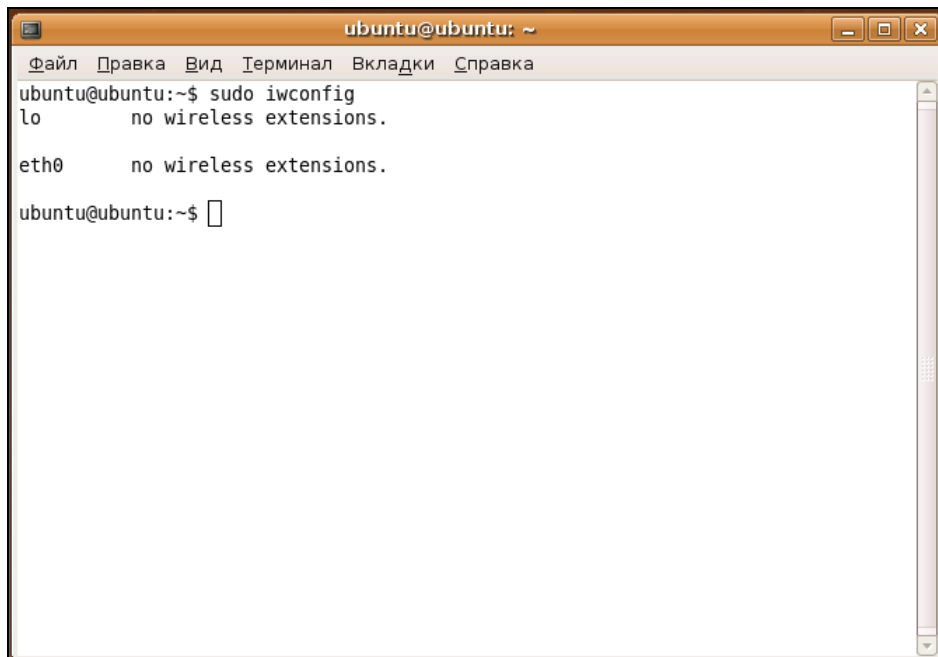 ubuntu@ubuntu: ~
Файл Правка Вид Терминал Вкладки Справка
ubuntu@ubuntu:~$ sudo iwconfig
lo        no wireless extensions.
eth0      no wireless extensions.
ubuntu@ubuntu:~$